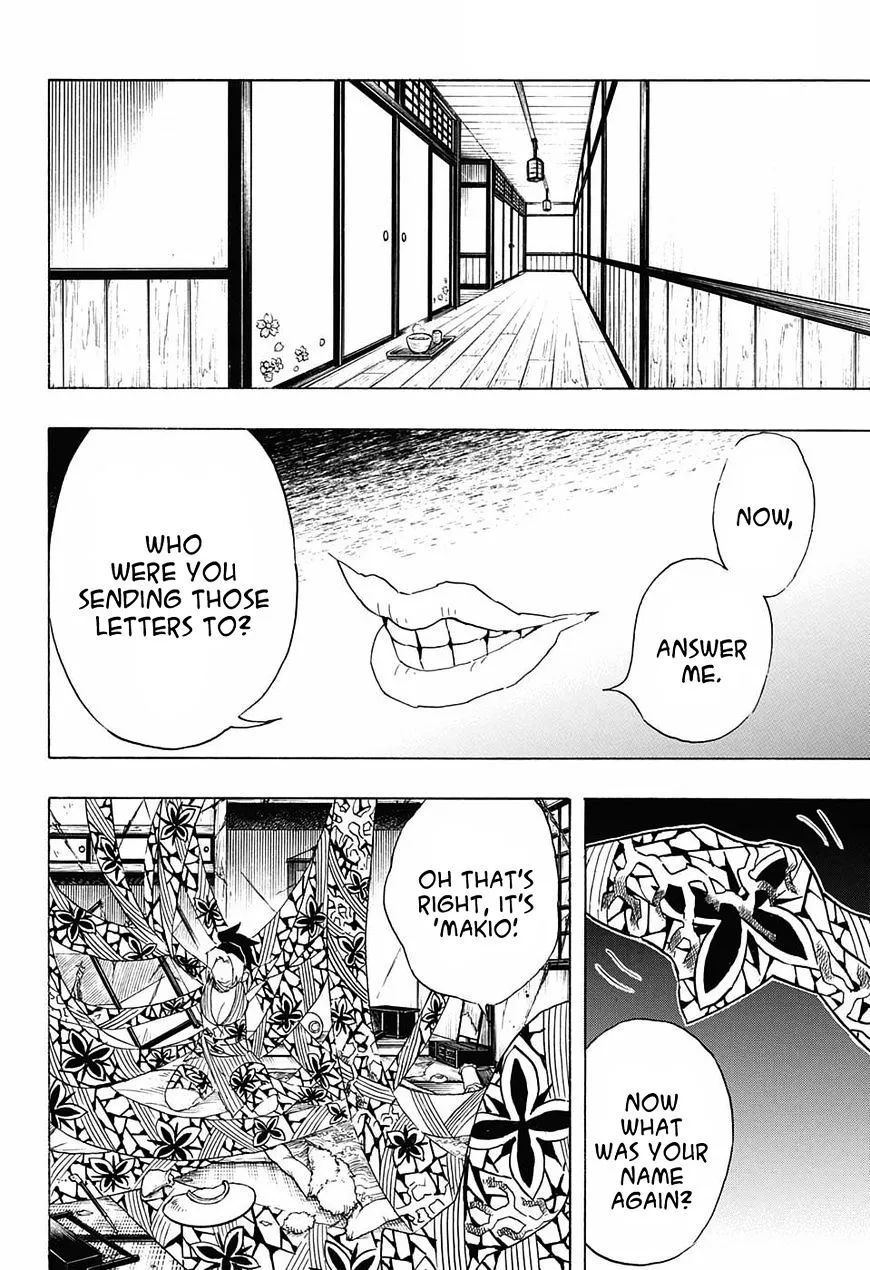 NOW,
ANSWER
ME.
WHO
WERE YOU
SENDING THOSE
LETTERS TO?
NOW
WHAT
WAS YOUR
NAME
AGAIN?
OH THAT'S
RIGHT, IT'S
'MAKIO'.